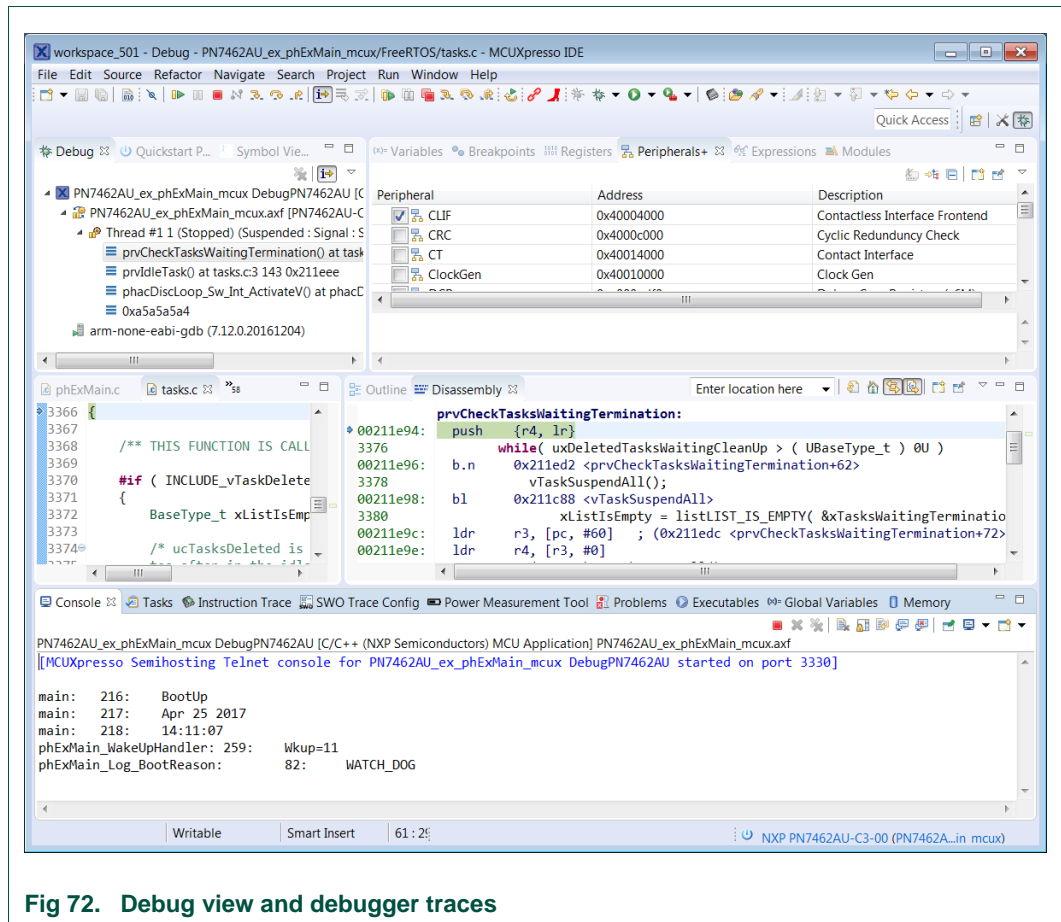 workspace_501 - Debug - PN7462AU_ex_phExMain_mcux/FreeRTOS/tasks.c - MCUXpresso IDE
File Edit Source Refactor Navigate Search Project Run Window Help
Quick Access
Debug Quickstart P... Symbol Vie...
PN7462AU_ex_phExMain_mcux DebugPN7462AU [C
PN7462AU_ex_phExMain_mcux.axf [PN7462AU-C
Thread #1 1 (Stopped) (Suspended : Signal : S
prvCheckTasksWaitingTermination() at task
prvIdleTask() at tasks.c:3 143 0x211eee
phacDiscLoop_Sw_Int_ActivateV() at phacD
0xa5a5a5a4
arm-none-eabi-gdb (7.12.0.20161204)
(x)= Variables Breakpoints Registers Peripherals+ Expressions Modules
Peripheral Address Description
CLIF 0x40004000 Contactless Interface Frontend
CRC 0x4000c000 Cyclic Redunduncy Check
CT 0x40014000 Contact Interface
ClockGen 0x40010000 Clock Gen
phExMain.c tasks.c »58
3366 {
3367
3368 /** THIS FUNCTION IS CALL
3369
3370 #if ( INCLUDE_vTaskDelete
3371 {
3372 BaseType_t xListIsEmp
3373
3374 /* ucTasksDeleted is
Outline Disassembly Enter location here
prvCheckTasksWaitingTermination:
00211e94: push {r4, lr}
3376 while( uxDeletedTasksWaitingCleanUp > ( UBaseType_t ) 0U )
00211e96: b.n 0x211ed2 <prvCheckTasksWaitingTermination+62>
3378 vTaskSuspendAll();
00211e98: bl 0x211c88 <vTaskSuspendAll>
3380 xListIsEmpty = listLIST_IS_EMPTY( &xTasksWaitingTerminatio
00211e9c: ldr r3, [pc, #60] ; (0x211edc <prvCheckTasksWaitingTermination+72>
00211e9e: ldr r4, [r3, #0]
Console Tasks Instruction Trace SWO Trace Config Power Measurement Tool Problems Executables Global Variables Memory
PN7462AU_ex_phExMain_mcux DebugPN7462AU [C/C++ (NXP Semiconductors) MCU Application] PN7462AU_ex_phExMain_mcux.axf
[MCUXpresso Semihosting Telnet console for PN7462AU_ex_phExMain_mcux DebugPN7462AU started on port 3330]
main: 216: BootUp
main: 217: Apr 25 2017
main: 218: 14:11:07
phExMain_WakeUpHandler: 259: Wkup=11
phExMain_Log_BootReason: 82: WATCH_DOG
Writable Smart Insert 61 : 29
NXP PN7462AU-C3-00 (PN7462A...in mcux)
Fig 72. Debug view and debugger traces